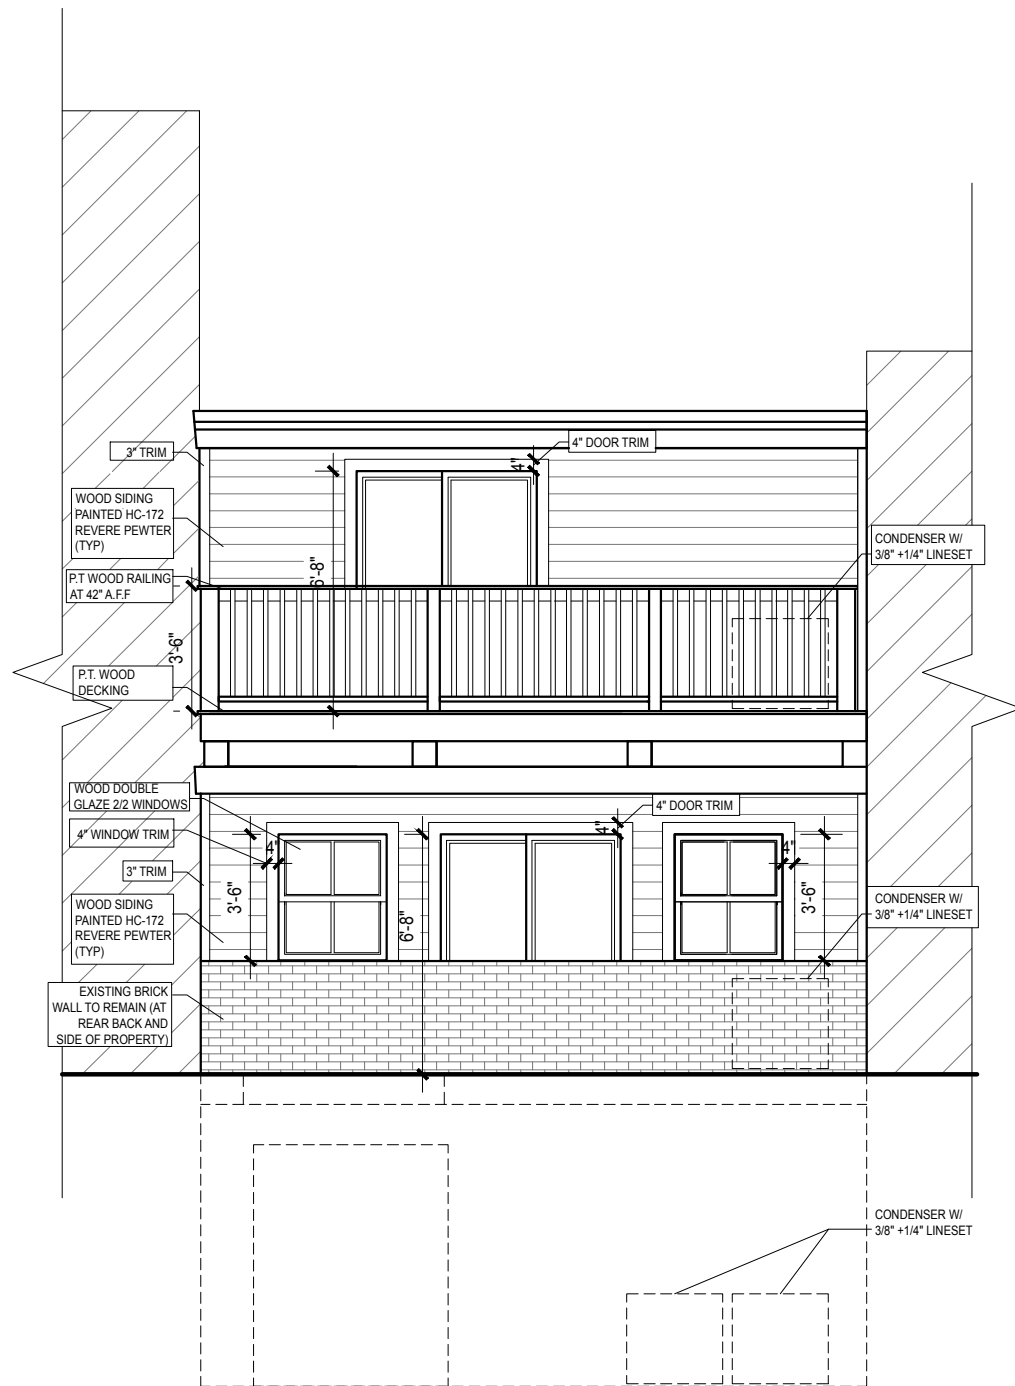 4" DOOR TRIM
3" TRIM
4"
WOOD SIDING
PAINTED HC-172
REVERE PEWTER
(TYP)
CONDENSER W/
3/8" +1/4" LINESET
6'-8"
P.T WOOD RAILING
AT 42" A.F.F
3'-6"
P.T. WOOD
DECKING
WOOD DOUBLE
GLAZE 2/2 WINDOWS
4" DOOR TRIM
4" WINDOW TRIM
4"
4"
4"
3" TRIM
3'-6"
6'-8"
3'-6"
WOOD SIDING
PAINTED HC-172
REVERE PEWTER
(TYP)
CONDENSER W/
3/8" +1/4" LINESET
EXISTING BRICK
WALL TO REMAIN (AT
REAR BACK AND
SIDE OF PROPERTY)
CONDENSER W/
3/8" +1/4" LINESET